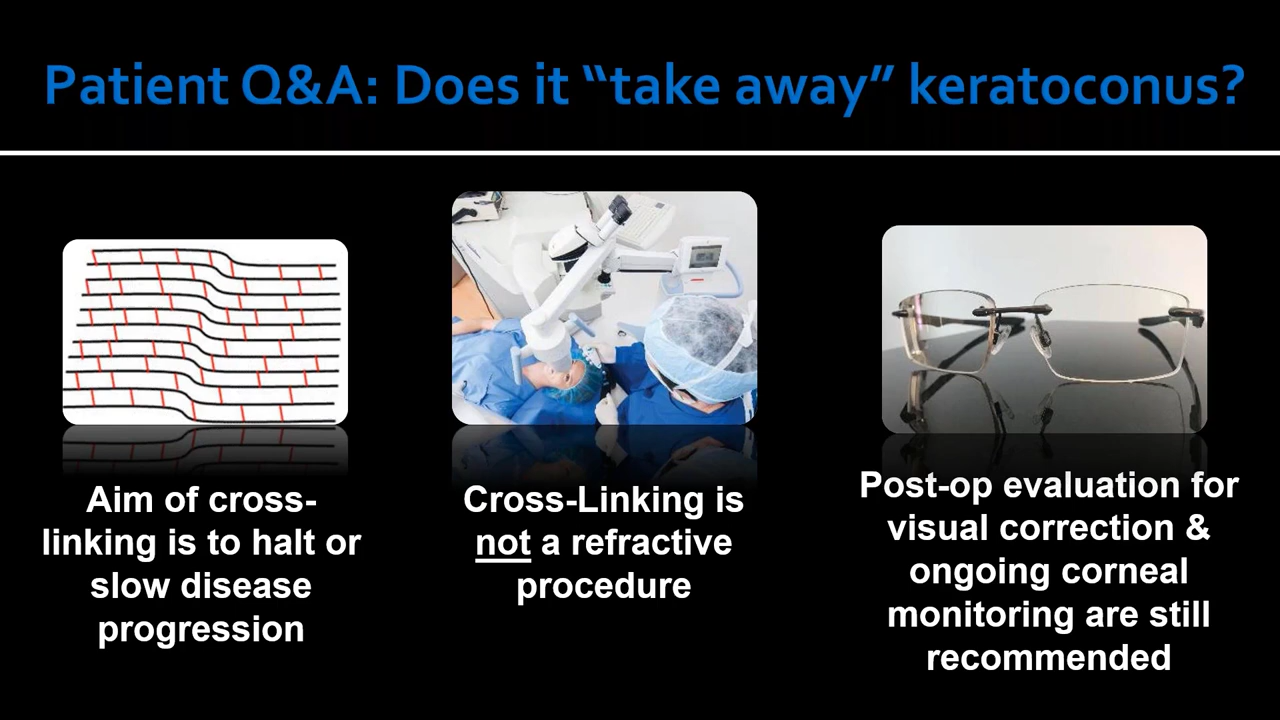 Patient Q&A: Does it “take away” keratoconus?
Aim of cross-
linking is to halt or
slow disease
progression
Cross-Linking is
not a refractive
procedure
Post-op evaluation for
visual correction &
ongoing corneal
monitoring are still
recommended